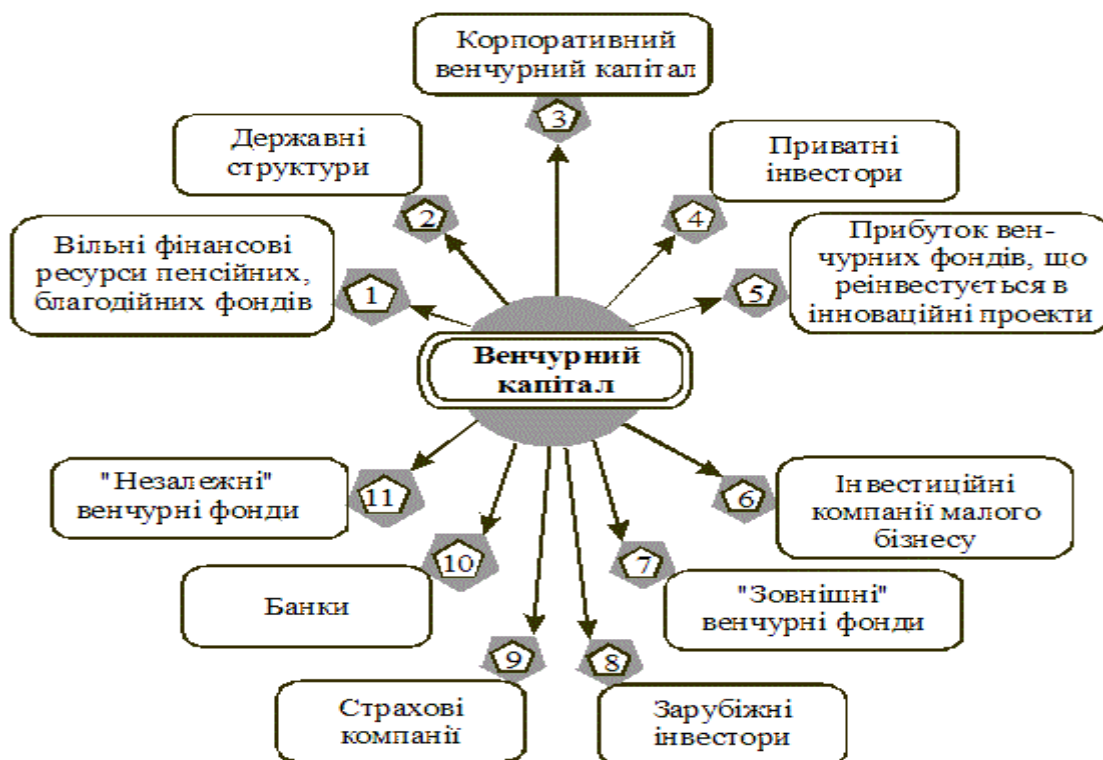 Корпоративний
венчурний капітал
3
Державні
структури
2
Приватні
інвестори
4
Вільні фінансові
ресурси пенсійних,
благодійних фондів
1
Прибуток вен-
чурних фондів, що
реінвестується в
інноваційні проекти
5
Венчурний
капітал
"Незалежні"
венчурні фонди
11
Інвестиційні
компанії малого
бізнесу
6
Банки
10
"Зовнішні"
венчурні фонди
7
Страхові
компанії
9
Зарубіжні
інвестори
8